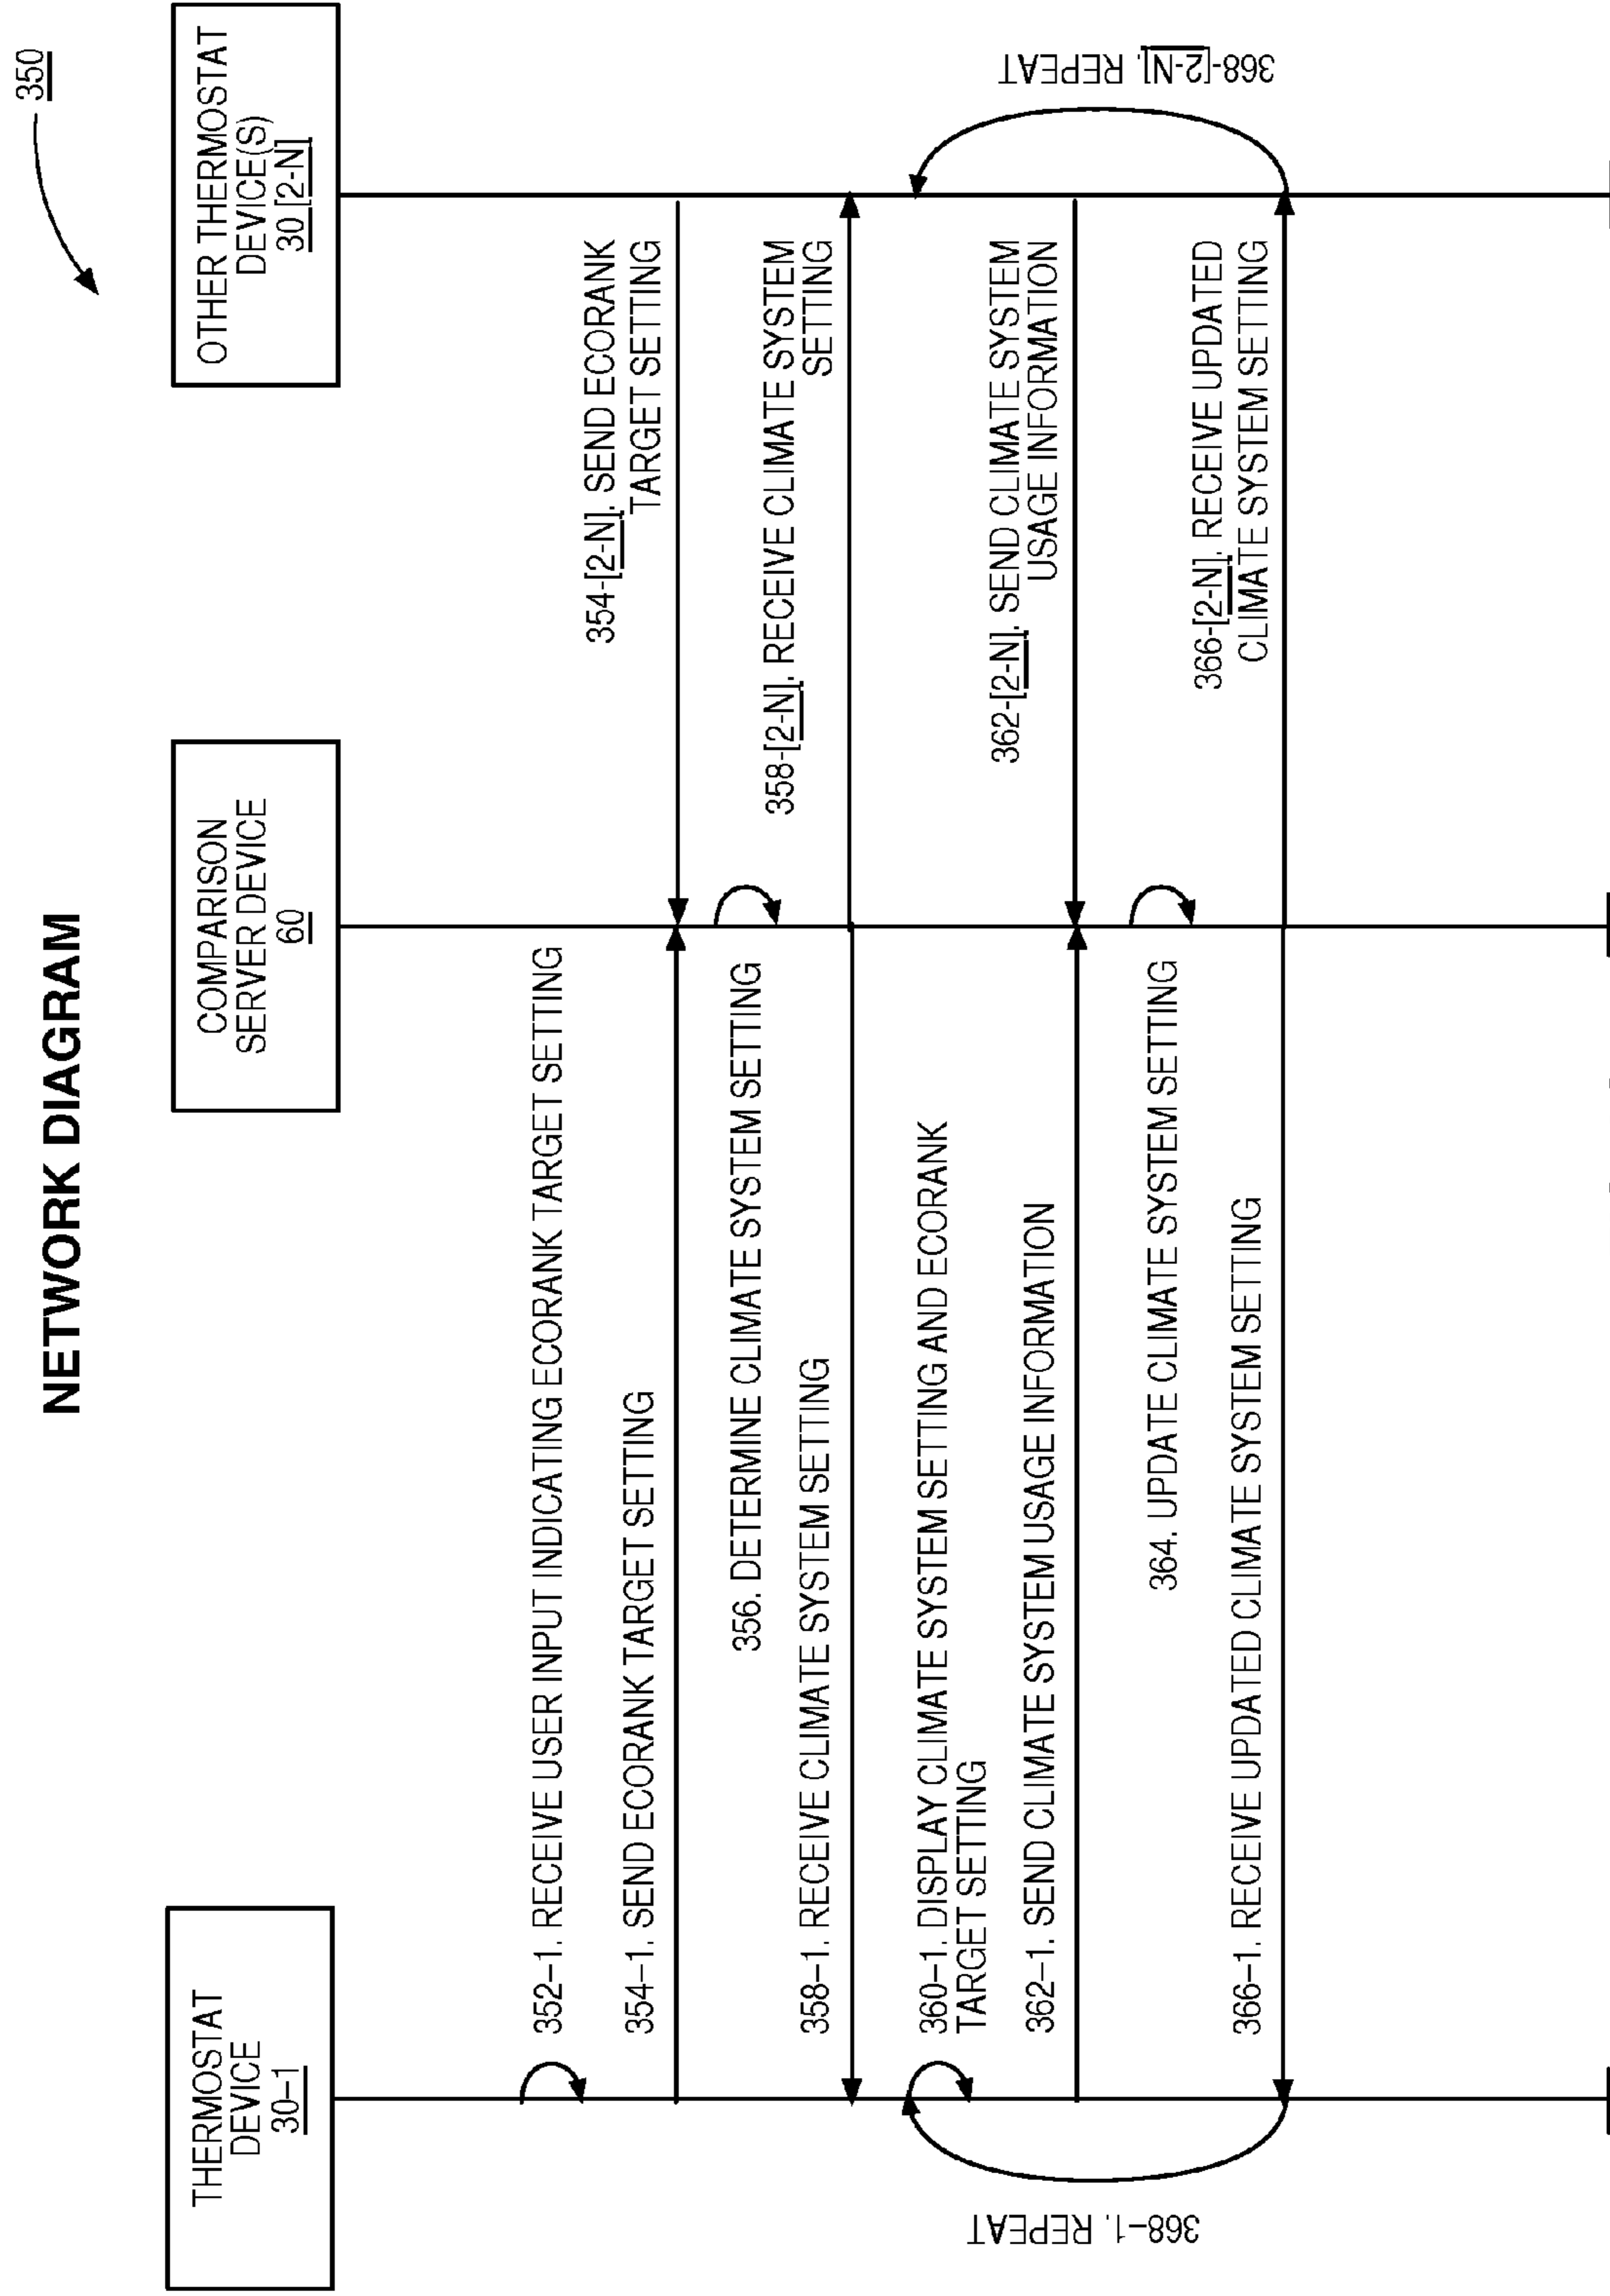 NETWORK DIAGRAM
350
THERMOSTAT
DEVICE
30–1
COMPARISON
SERVER DEVICE
60
OTHER THERMOSTAT
DEVICE(S)
30 [2-N]
352–1. RECEIVE USER INPUT INDICATING ECORANK TARGET SETTING
354–1. SEND ECORANK TARGET SETTING
354-[2-N]. SEND ECORANK
TARGET SETTING
356. DETERMINE CLIMATE SYSTEM SETTING
358–1. RECEIVE CLIMATE SYSTEM SETTING
358-[2-N]. RECEIVE CLIMATE SYSTEM
SETTING
360–1. DISPLAY CLIMATE SYSTEM SETTING AND ECORANK
TARGET SETTING
362–1. SEND CLIMATE SYSTEM USAGE INFORMATION
362-[2-N]. SEND CLIMATE SYSTEM
USAGE INFORMATION
364. UPDATE CLIMATE SYSTEM SETTING
366–1. RECEIVE UPDATED CLIMATE SYSTEM SETTING
366-[2-N]. RECEIVE UPDATED
CLIMATE SYSTEM SETTING
368–1. REPEAT
368-[2-N]. REPEAT